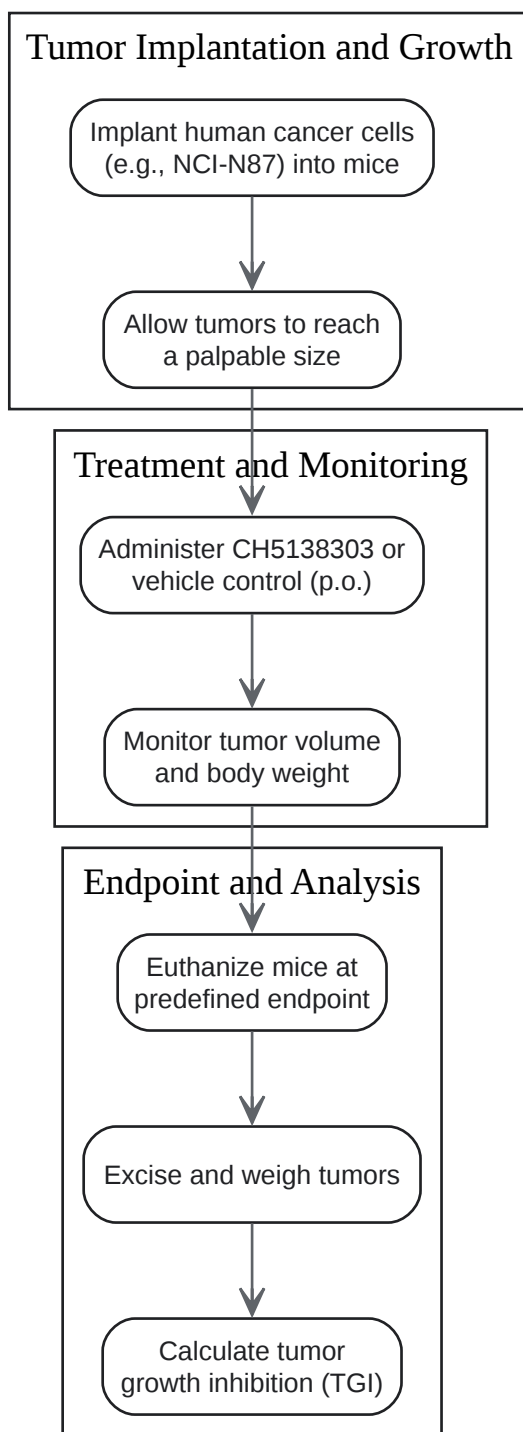 Tumor Implantation and Growth
Implant human cancer cells
(e.g., NCI-N87) into mice
Allow tumors to reach
a palpable size
Treatment and Monitoring
Administer CH5138303 or
vehicle control (p.o.)
Monitor tumor volume
and body weight
Endpoint and Analysis
Euthanize mice at
predefined endpoint
Excise and weigh tumors
Calculate tumor
growth inhibition (TGI)